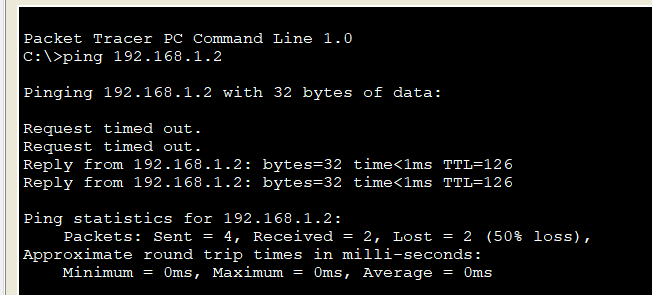 Packet Tracer PC Command Line 1.0
C:\>ping 192.168.1.2
Pinging 192.168.1.2 with 32 bytes of data:
Request timed out.
Request timed out.
Reply from 192.168.1.2: bytes=32 time<1ms TTL=126
Reply from 192.168.1.2: bytes=32 time<1ms TTL=126
Ping statistics for 192.168.1.2:
    Packets: Sent = 4, Received = 2, Lost = 2 (50% loss),
Approximate round trip times in milli-seconds:
    Minimum = 0ms, Maximum = 0ms, Average = 0ms